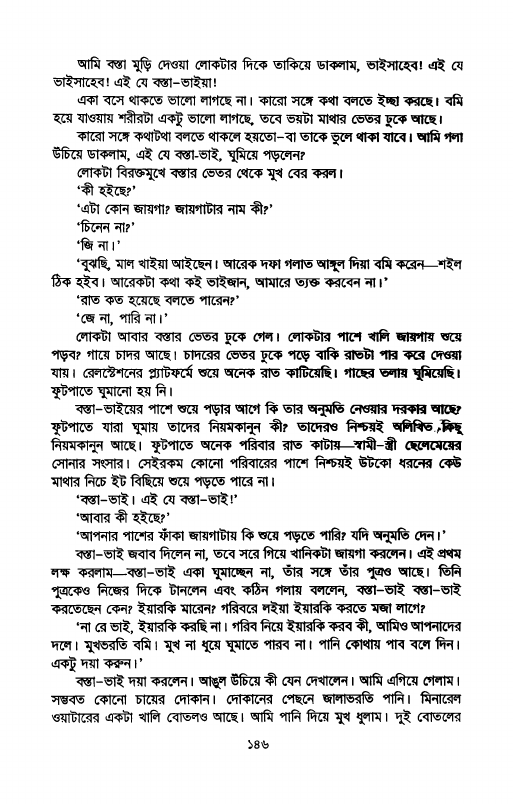 আমি বস্তা মুড়ি দেওয়া লোকটার দিকে তাকিয়ে ডাকলাম, ভাইসাহেব! এই যে
ভাইসাহেব! এই যে বস্তা-ভাইয়া!
একা বসে থাকতে ভালো লাগছে না। কারো সঙ্গে কথা বলতে ইচ্ছা করছে। বমি
হয়ে যাওয়ায় শরীরটা একটু ভালো লাগছে, তবে ভয়টা মাথার ভেতর ঢুকে আছে।
কারো সঙ্গে কথাটথা বলতে থাকলে হয়তো-বা তাকে ভুলে থাকা যাবে। আমি গলা
উঁচিয়ে ডাকলাম, এই যে বস্তা-ভাই, ঘুমিয়ে পড়লেন?
লোকটা বিরক্তমুখে বস্তার ভেতর থেকে মুখ বের করল।
‘কী হইছে?’
‘এটা কোন জায়গা? জায়গাটার নাম কী?’
‘চিনেন না?’
‘জি না।’
‘বুঝছি, মাল খাইয়া আইছেন। আরেক দফা গলাত আঙ্গুল দিয়া বমি করেন—শইল
ঠিক হইব। আরেকটা কথা কই ভাইজান, আমারে ত্যক্ত করবেন না।’
‘রাত কত হয়েছে বলতে পারেন?’
‘জে না, পারি না।’
লোকটা আবার বস্তার ভেতর ঢুকে গেল। লোকটার পাশে খালি জায়গায় শুয়ে
পড়ব? গায়ে চাদর আছে। চাদরের ভেতর ঢুকে পড়ে বাকি রাতটা পার করে দেওয়া
যায়। রেলস্টেশনের প্ল্যাটফর্মে শুয়ে অনেক রাত কাটিয়েছি। গাছের তলায় ঘুমিয়েছি।
ফুটপাতে ঘুমানো হয় নি।
বস্তা-ভাইয়ের পাশে শুয়ে পড়ার আগে কি তার অনুমতি নেওয়ার দরকার আছে?
ফুটপাতে যারা ঘুমায় তাদের নিয়মকানুন কী? তাদেরও নিশ্চয়ই অলিখিত কিছু
নিয়মকানুন আছে। ফুটপাতে অনেক পরিবার রাত কাটায়—স্বামী-স্ত্রী ছেলেমেয়ের
সোনার সংসার। সেইরকম কোনো পরিবারের পাশে নিশ্চয়ই উটকো ধরনের কেউ
মাথার নিচে ইট বিছিয়ে শুয়ে পড়তে পারে না।
‘বস্তা-ভাই। এই যে বস্তা-ভাই!’
‘আবার কী হইছে?’
‘আপনার পাশের ফাঁকা জায়গাটায় কি শুয়ে পড়তে পারি? যদি অনুমতি দেন।’
বস্তা-ভাই জবাব দিলেন না, তবে সরে গিয়ে খানিকটা জায়গা করলেন। এই প্রথম
লক্ষ করলাম—বস্তা-ভাই একা ঘুমাচ্ছেন না, তাঁর সঙ্গে তাঁর পুত্রও আছে। তিনি
পুত্রকেও নিজের দিকে টানলেন এবং কঠিন গলায় বললেন, বস্তা-ভাই বস্তা-ভাই
করতেছেন কেন? ইয়ারকি মারেন? গরিবরে লইয়া ইয়ারকি করতে মজা লাগে?
‘না রে ভাই, ইয়ারকি করছি না। গরিব নিয়ে ইয়ারকি করব কী, আমিও আপনাদের
দলে। মুখভরতি বমি। মুখ না ধুয়ে ঘুমাতে পারব না। পানি কোথায় পাব বলে দিন।
একটু দয়া করুন।’
বস্তা-ভাই দয়া করলেন। আঙুল উঁচিয়ে কী যেন দেখালেন। আমি এগিয়ে গেলাম।
সম্ভবত কোনো চায়ের দোকান। দোকানের পেছনে জালাভরতি পানি। মিনারেল
ওয়াটারের একটা খালি বোতলও আছে। আমি পানি দিয়ে মুখ ধুলাম। দুই বোতলের
১৪৬